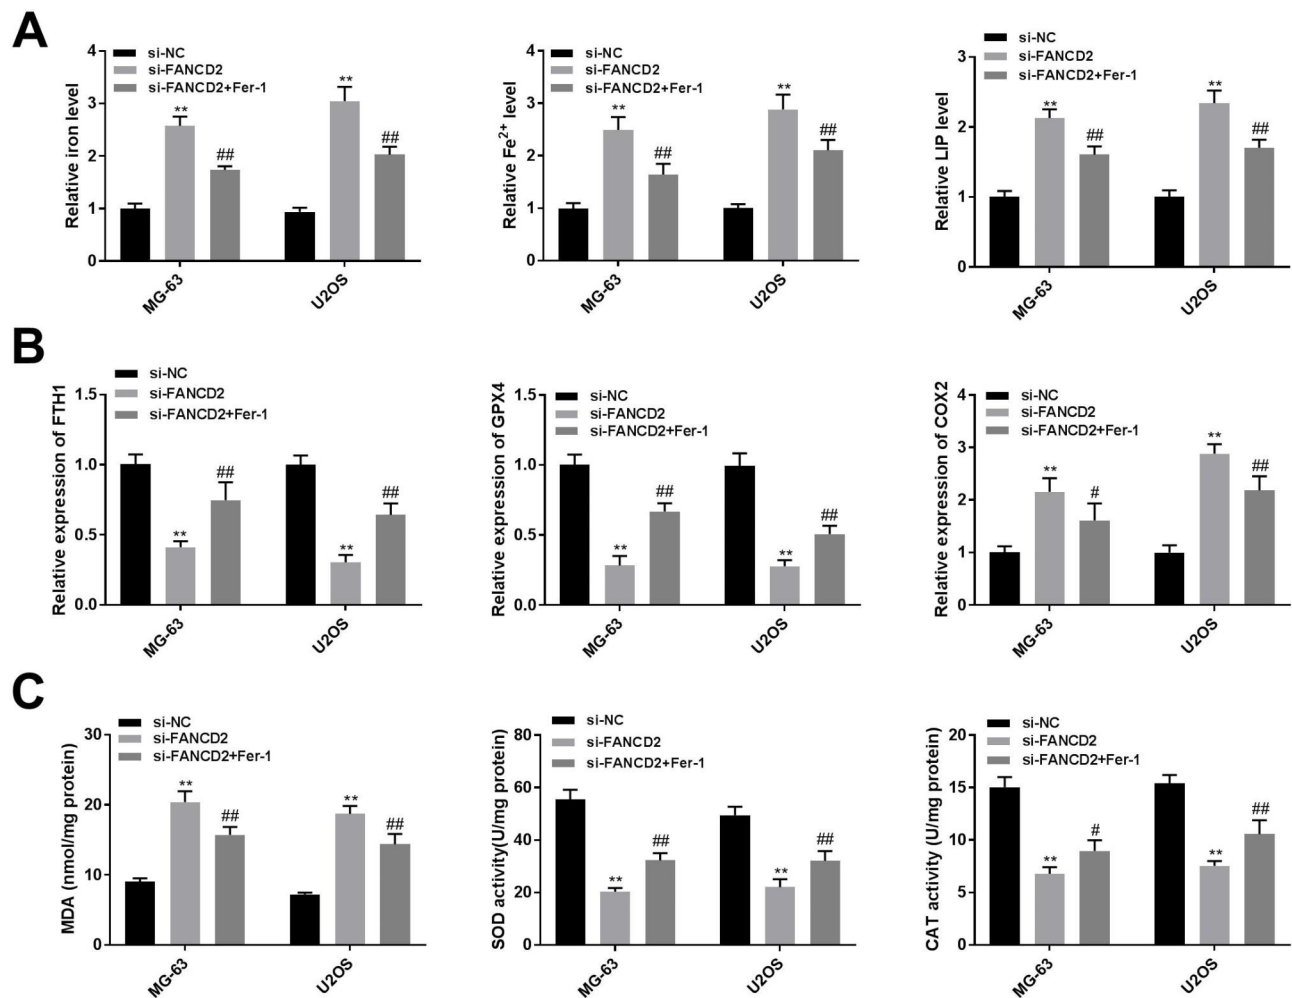 A
si-NC
si-FANCD2
si-FANCD2+Fer-1
Relative iron level
4
3
2
1
0
**
##
**
##
MG-63
U2OS
si-NC
si-FANCD2
si-FANCD2+Fer-1
Relative Fe2+ level
4
3
2
1
0
**
##
**
##
MG-63
U2OS
si-NC
si-FANCD2
si-FANCD2+Fer-1
Relative LIP level
3
2
1
0
**
##
**
##
MG-63
U2OS
B
si-NC
si-FANCD2
si-FANCD2+Fer-1
Relative expression of FTH1
1.5
1.0
0.5
0.0
**
##
**
##
MG-63
U2OS
si-NC
si-FANCD2
si-FANCD2+Fer-1
Relative expression of GPX4
1.5
1.0
0.5
0.0
**
##
**
##
MG-63
U2OS
si-NC
si-FANCD2
si-FANCD2+Fer-1
Relative expression of COX2
4
3
2
1
0
**
#
**
##
MG-63
U2OS
C
si-NC
si-FANCD2
si-FANCD2+Fer-1
MDA (nmol/mg protein)
30
20
10
0
**
##
**
##
MG-63
U2OS
si-NC
si-FANCD2
si-FANCD2+Fer-1
SOD activity(U/mg protein)
80
60
40
20
0
**
##
**
##
MG-63
U2OS
si-NC
si-FANCD2
si-FANCD2+Fer-1
CAT activity (U/mg protein)
20
15
10
5
0
**
#
**
##
MG-63
U2OS